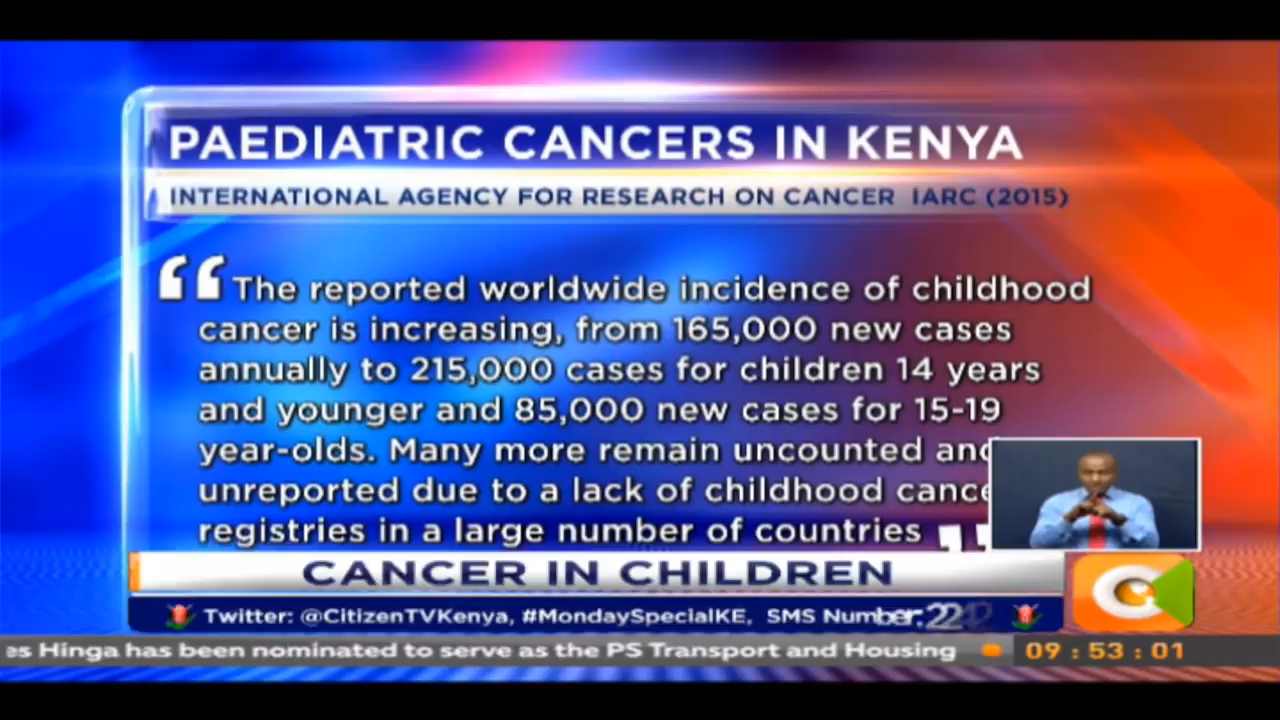 PAEDIATRIC CANCERS IN KENYA
INTERNATIONAL AGENCY FOR RESEARCH ON CANCER IARC (2015)
“ The reported worldwide incidence of childhood
cancer is increasing, from 165,000 new cases
annually to 215,000 cases for children 14 years
and younger and 85,000 new cases for 15-19
year-olds. Many more remain uncounted and
unreported due to a lack of childhood cance
registries in a large number of countries ”
CANCER IN CHILDREN
Twitter: @CitizenTVKenya, #MondaySpecialKE, SMS Number:
es Hinga has been nominated to serve as the PS Transport and Housing
09 : 53 : 01